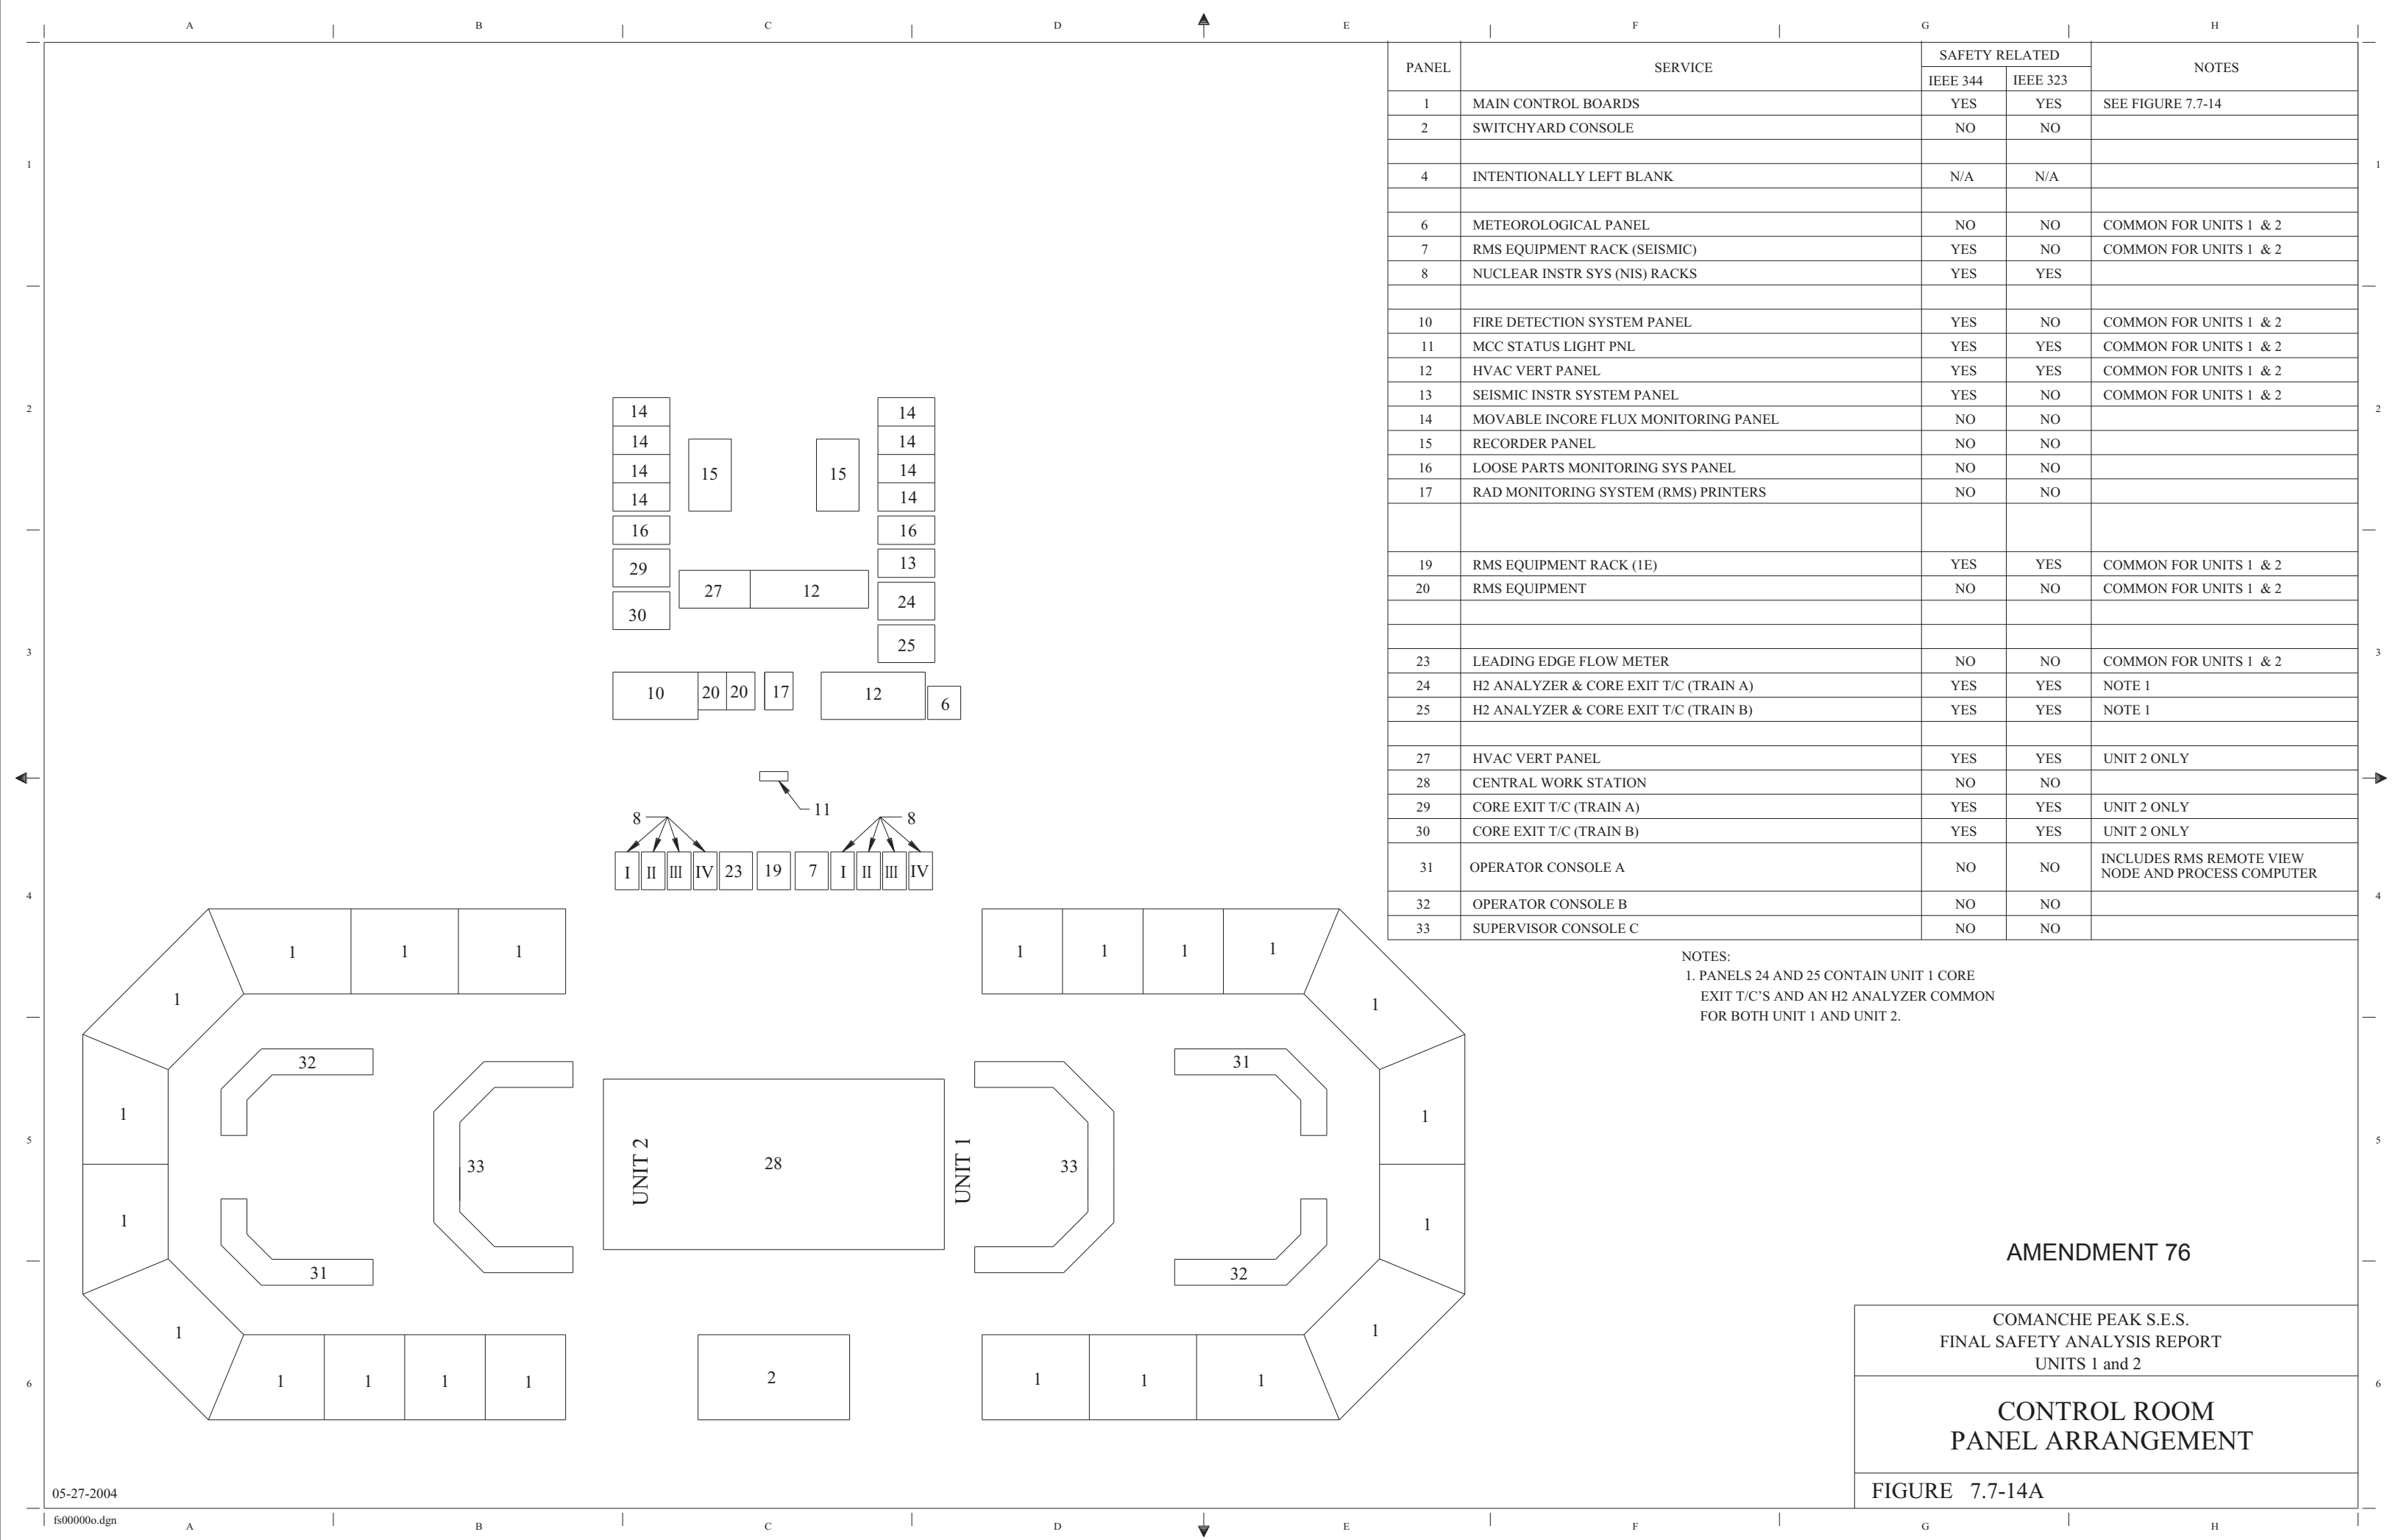 A B C D E F G H
PANEL SERVICE SAFETY RELATED NOTES
IEEE 344 IEEE 323
1 MAIN CONTROL BOARDS YES YES SEE FIGURE 7.7-14
2 SWITCHYARD CONSOLE NO NO
4 INTENTIONALLY LEFT BLANK N/A N/A
6 METEOROLOGICAL PANEL NO NO COMMON FOR UNITS 1 & 2
7 RMS EQUIPMENT RACK (SEISMIC) YES NO COMMON FOR UNITS 1 & 2
8 NUCLEAR INSTR SYS (NIS) RACKS YES YES
10 FIRE DETECTION SYSTEM PANEL YES NO COMMON FOR UNITS 1 & 2
11 MCC STATUS LIGHT PNL YES YES COMMON FOR UNITS 1 & 2
12 HVAC VERT PANEL YES YES COMMON FOR UNITS 1 & 2
13 SEISMIC INSTR SYSTEM PANEL YES NO COMMON FOR UNITS 1 & 2
14 MOVABLE INCORE FLUX MONITORING PANEL NO NO
15 RECORDER PANEL NO NO
16 LOOSE PARTS MONITORING SYS PANEL NO NO
17 RAD MONITORING SYSTEM (RMS) PRINTERS NO NO
19 RMS EQUIPMENT RACK (1E) YES YES COMMON FOR UNITS 1 & 2
20 RMS EQUIPMENT NO NO COMMON FOR UNITS 1 & 2
23 LEADING EDGE FLOW METER NO NO COMMON FOR UNITS 1 & 2
24 H2 ANALYZER & CORE EXIT T/C (TRAIN A) YES YES NOTE 1
25 H2 ANALYZER & CORE EXIT T/C (TRAIN B) YES YES NOTE 1
27 HVAC VERT PANEL YES YES UNIT 2 ONLY
28 CENTRAL WORK STATION NO NO
29 CORE EXIT T/C (TRAIN A) YES YES UNIT 2 ONLY
30 CORE EXIT T/C (TRAIN B) YES YES UNIT 2 ONLY
31 OPERATOR CONSOLE A NO NO INCLUDES RMS REMOTE VIEW
NODE AND PROCESS COMPUTER
32 OPERATOR CONSOLE B NO NO
33 SUPERVISOR CONSOLE C NO NO
NOTES:
1. PANELS 24 AND 25 CONTAIN UNIT 1 CORE
EXIT T/C'S AND AN H2 ANALYZER COMMON
FOR BOTH UNIT 1 AND UNIT 2.
1 1
2 2
3 3
4 4
5 5
6 6
14 14
14 14
15 15
14 14
14 14
16 16
29 13
27 12
30 24
25
10 20 20 17 12 6
11
8 8
I II III IV 23 19 7 I II III IV
1 1 1 1 1 1 1
1 1
32 31
1 1
33 UNIT 2 28 UNIT 1 33
1 1
31 32
1 1
1 1 1 1 2 1 1 1
AMENDMENT 76
COMANCHE PEAK S.E.S.
FINAL SAFETY ANALYSIS REPORT
UNITS 1 and 2
CONTROL ROOM
PANEL ARRANGEMENT
FIGURE 7.7-14A
05-27-2004
fs00000o.dgn
A B C D E F G H